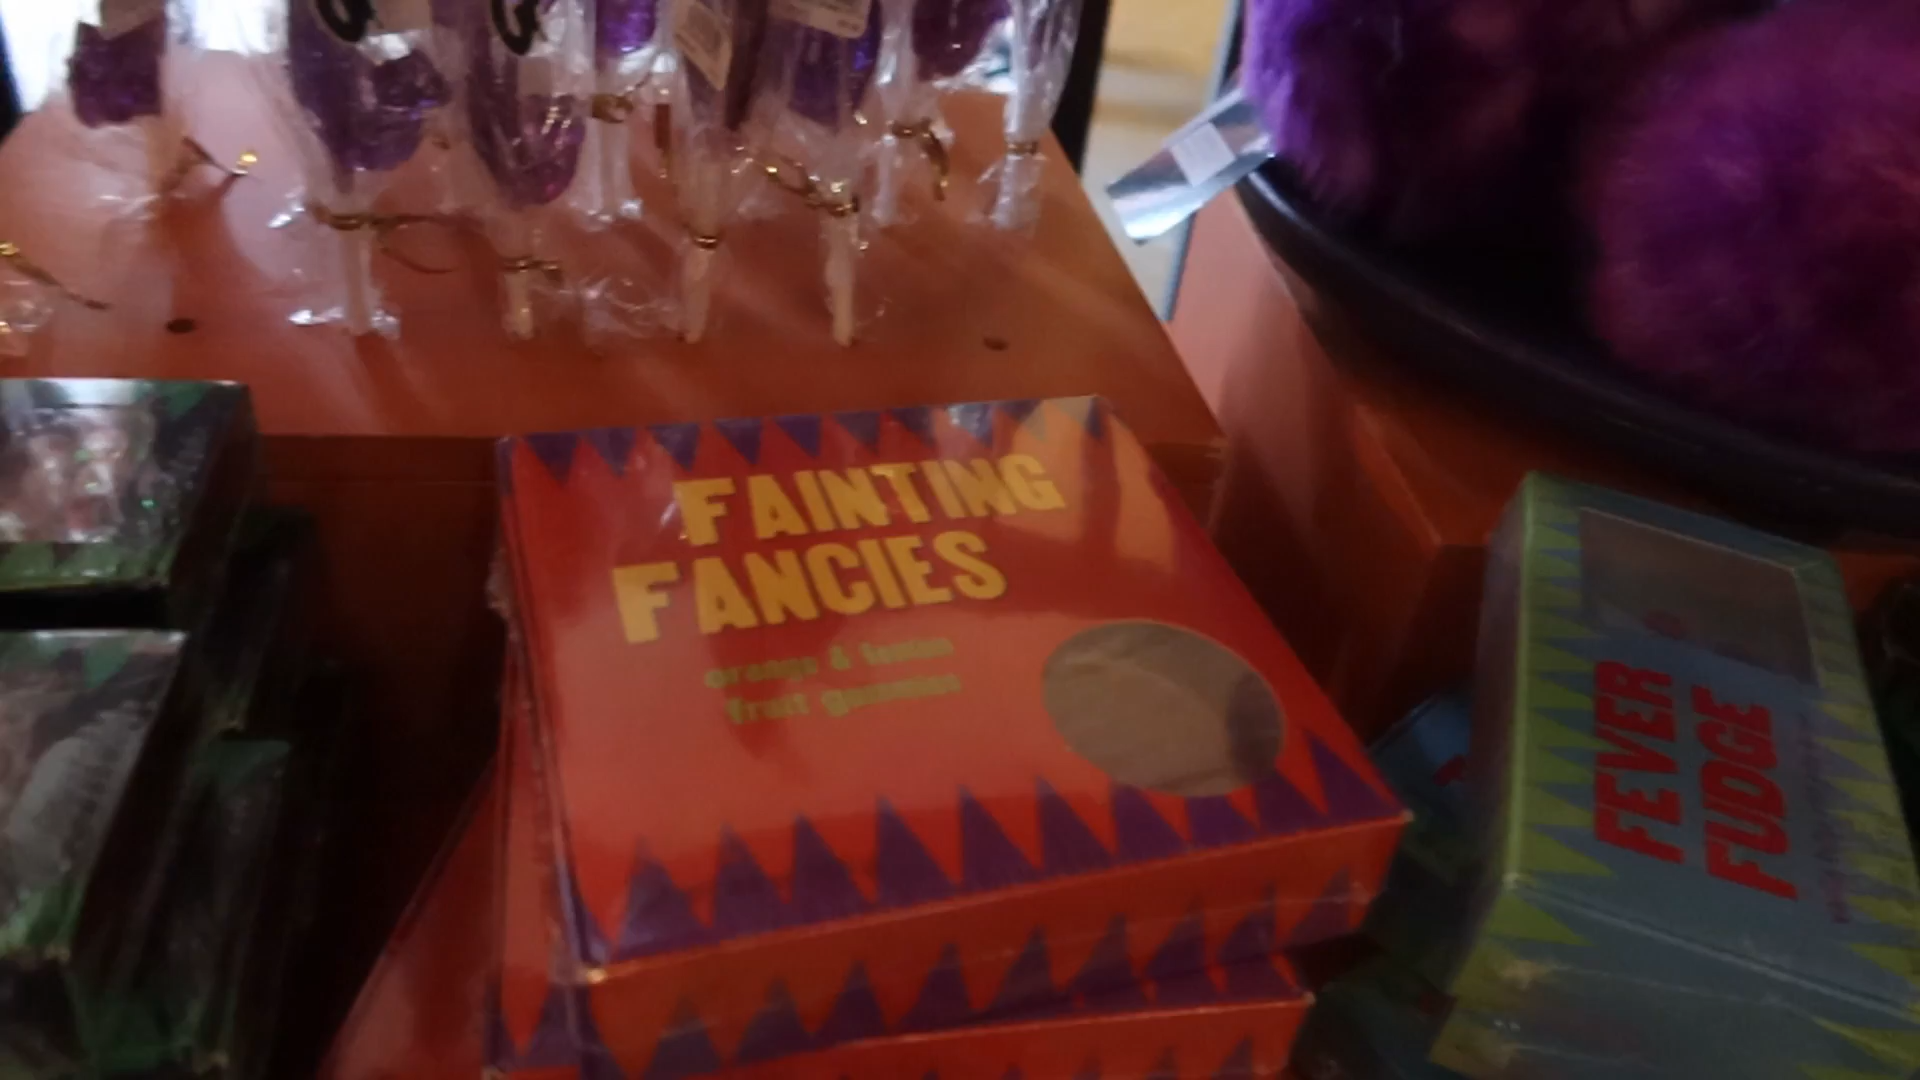 FAINTING
FANCIES
orange & lemon
fruit gummies
FEVER
FUDGE